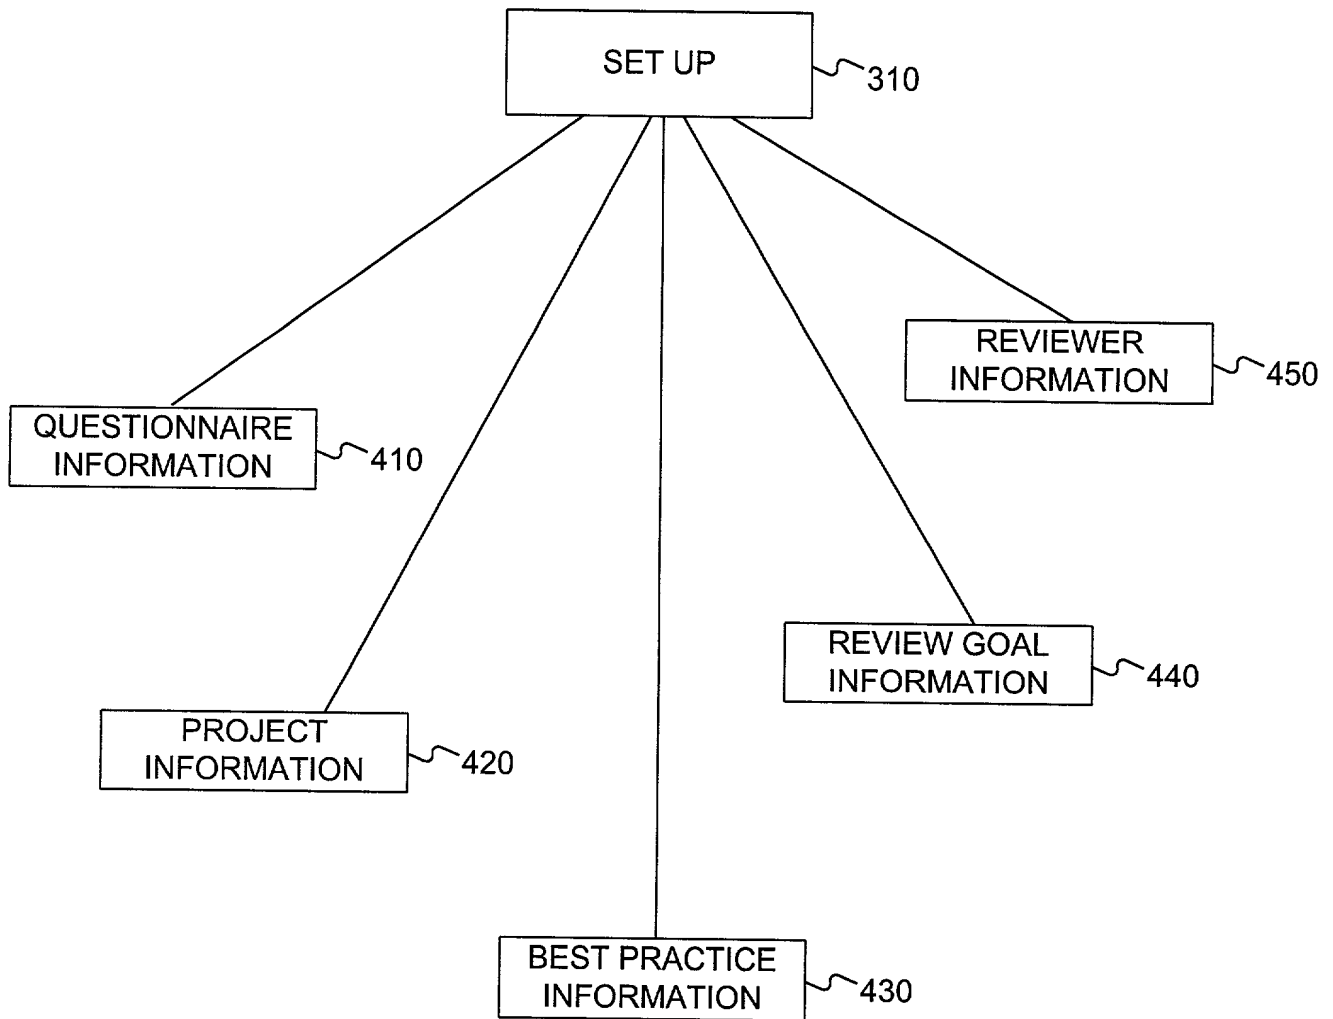 SET UP
310
REVIEWER
INFORMATION
450
QUESTIONNAIRE
INFORMATION
410
REVIEW GOAL
INFORMATION
440
PROJECT
INFORMATION
420
BEST PRACTICE
INFORMATION
430